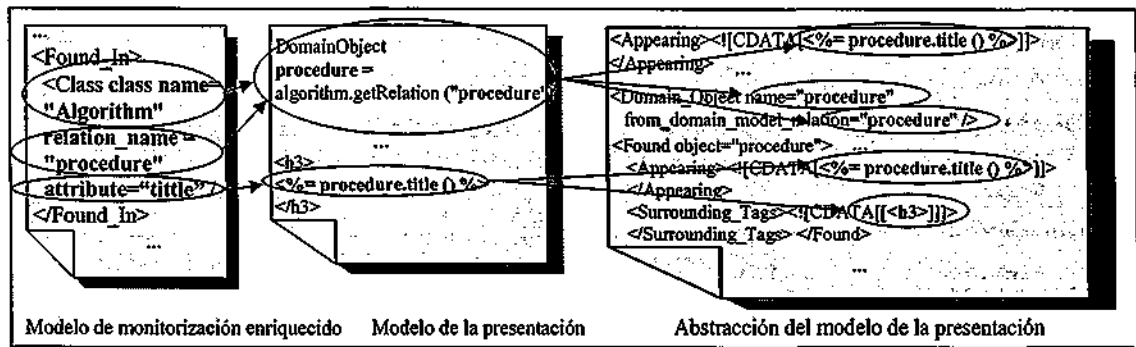 ...
<Found_In>
<Class class name=
"Algorithm"
relation_name =
"procedure"
attribute="tittle"/
</Found_In>
...
DomainObject
procedure =
algorithm.getRelation ("procedure"
...
<h3>
<%= procedure.title () %>
</h3>
<Appearing><![CDATA[<%= procedure.title () %>]]>
</Appearing>
...
<Domain_Object name="procedure"
from_domain_model_relation="procedure" />
<Found object="procedure"> ...
<Appearing><![CDATA[<%= procedure.title () %>]]>
</Appearing>
<Surrounding_Tags><![CDATA[[<h3>]]]>
</Surrounding_Tags> </Found>
...
Modelo de monitorización enriquecido
Modelo de la presentación
Abstracción del modelo de la presentación